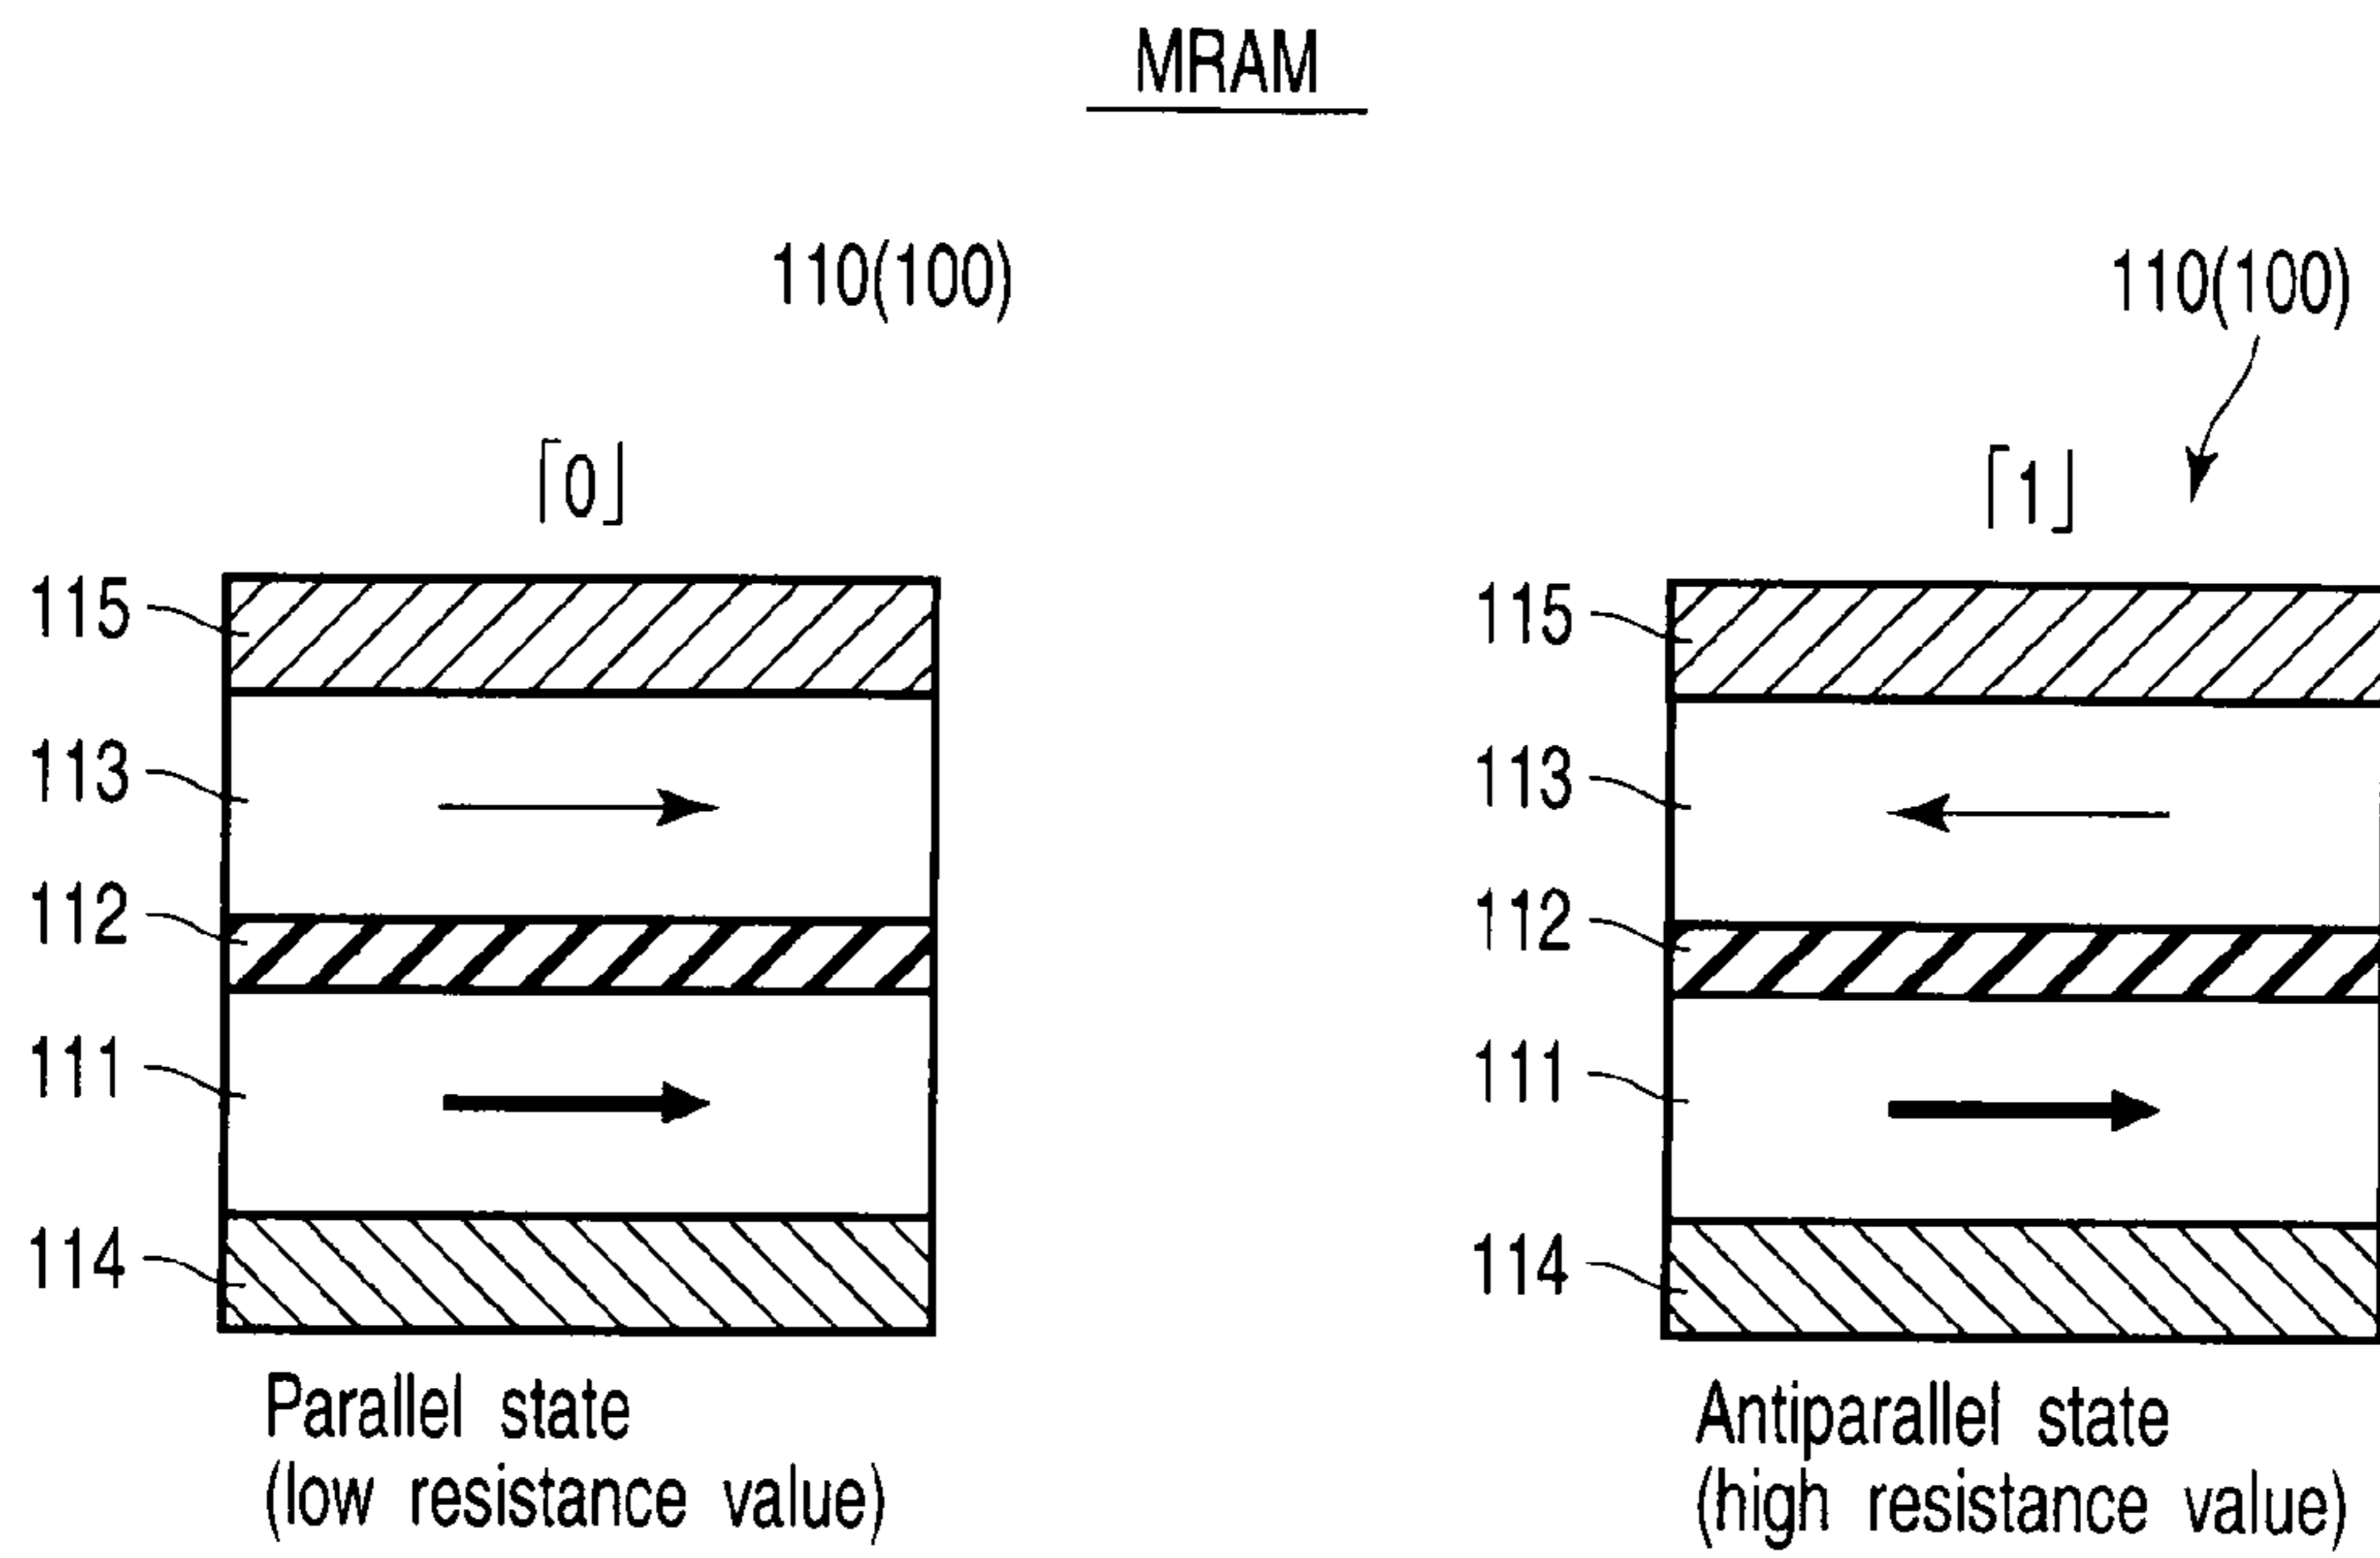 MRAM
110(100)
「0」
115
113
112
111
114
Parallel state
(low resistance value)
110(100)
「1」
115
113
112
111
114
Antiparallel state
(high resistance value)